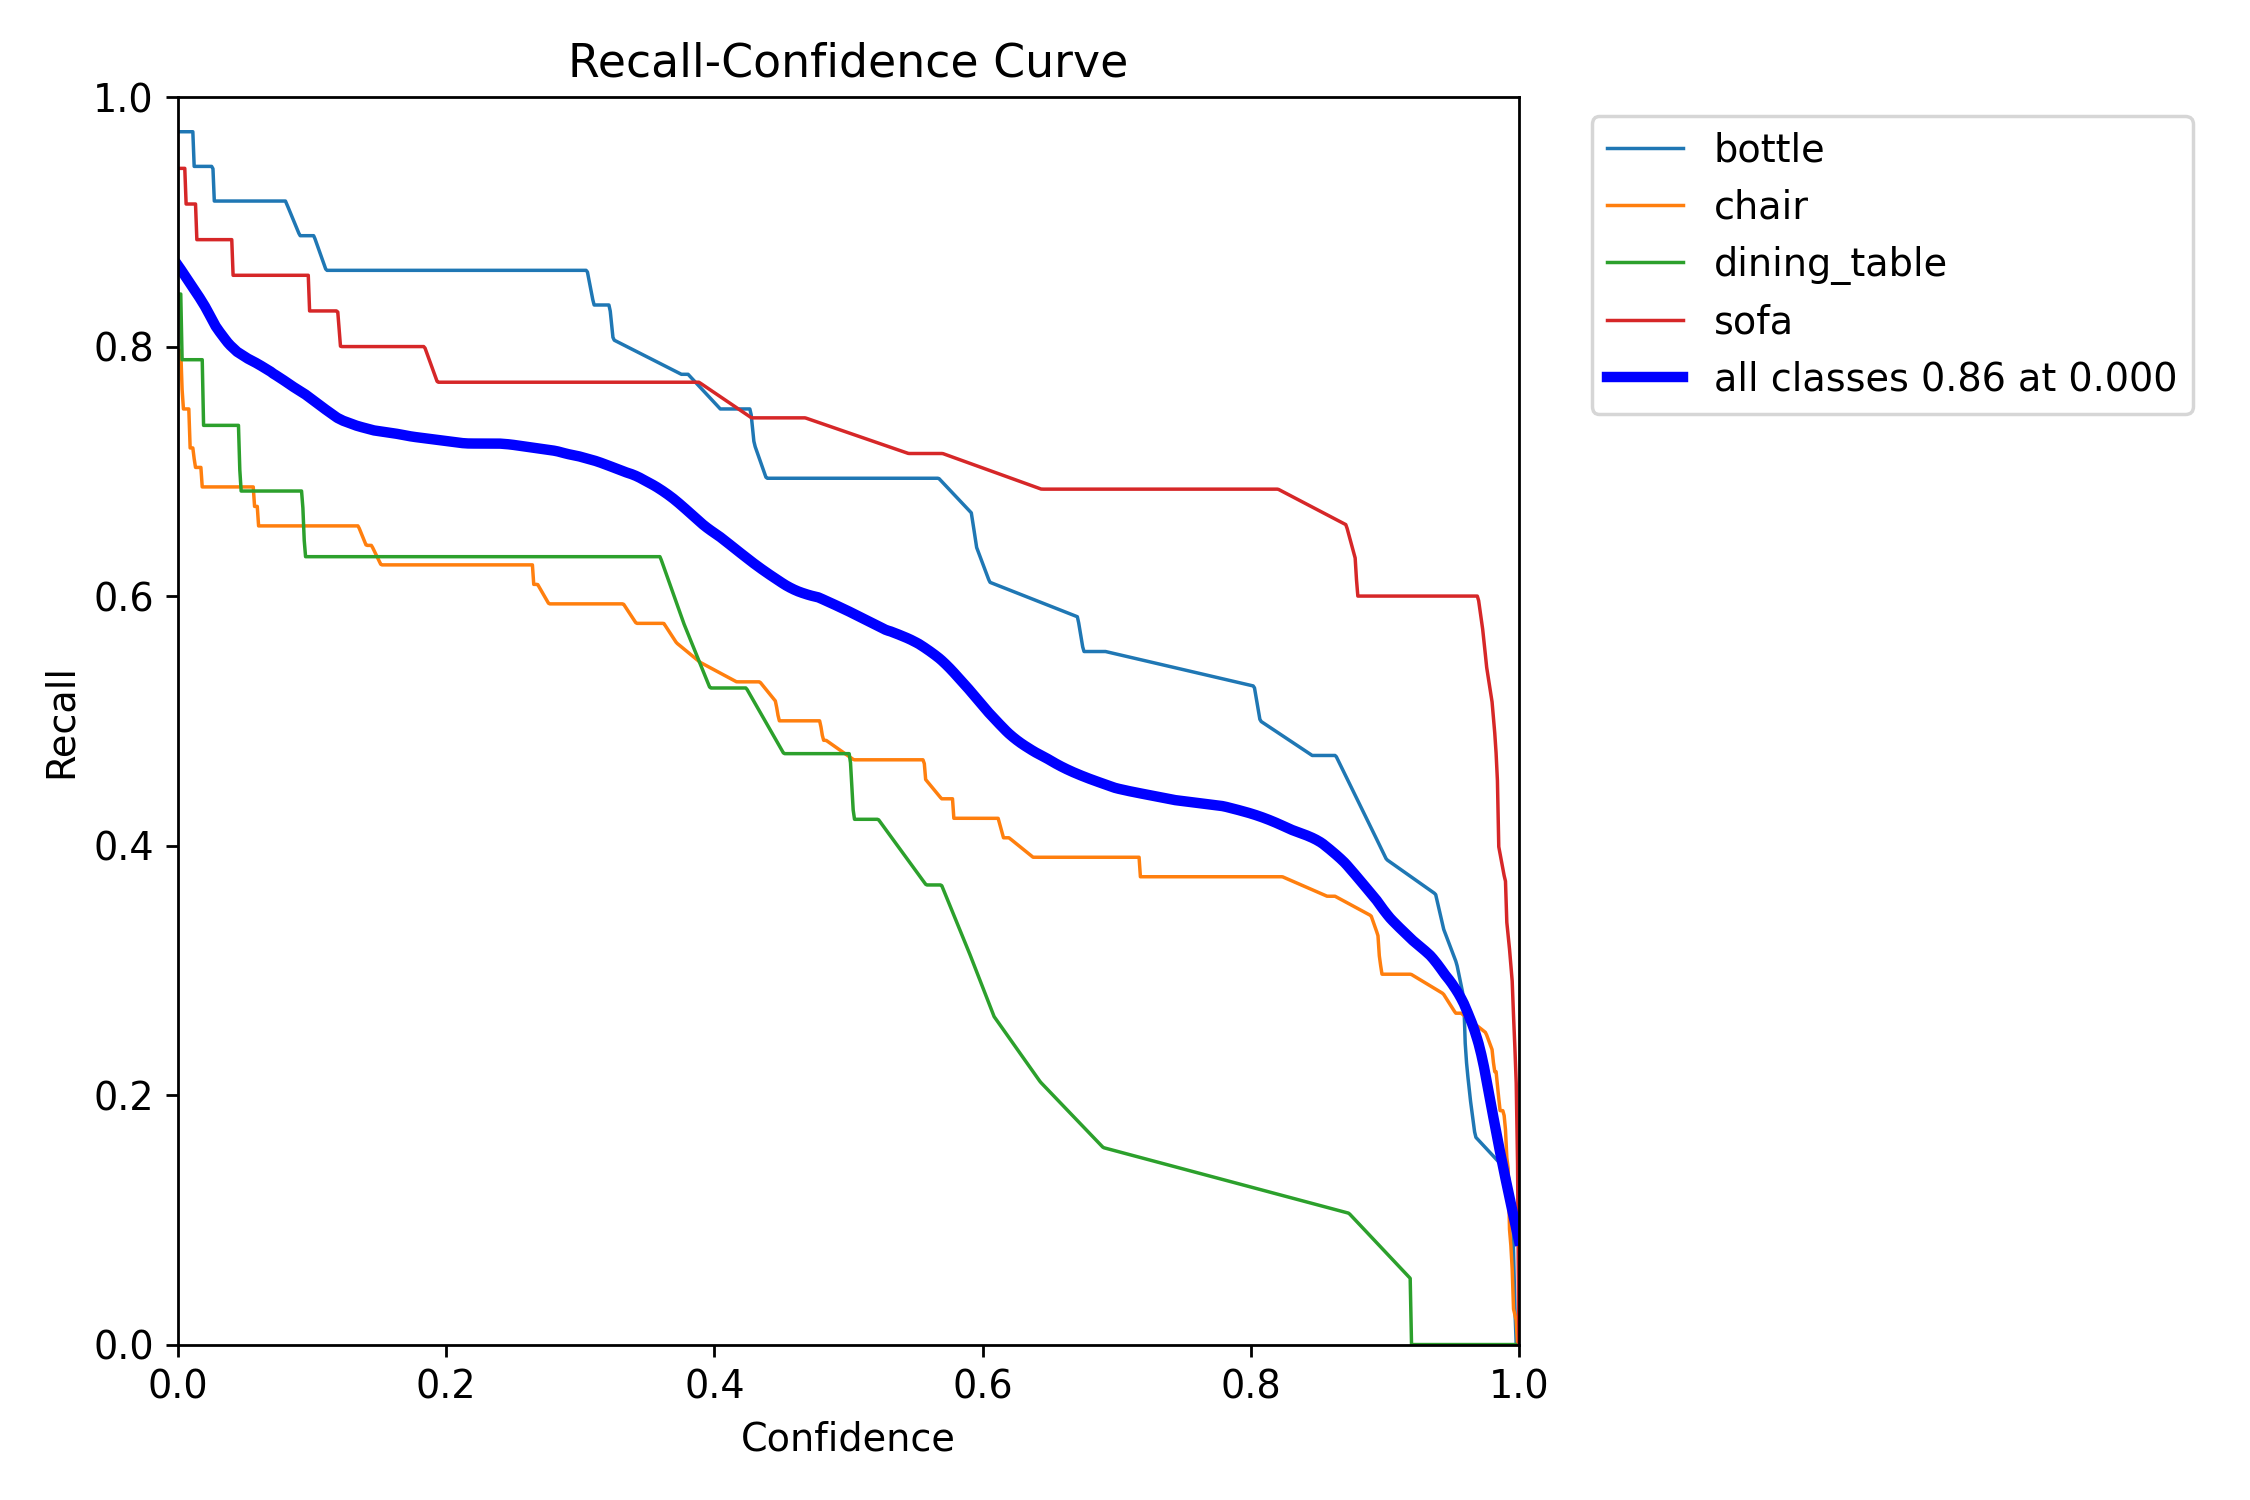 Recall-Confidence Curve
1.0
0.8
0.6
0.4
0.2
0.0
Recall
0.0 0.2 0.4 0.6 0.8 1.0
Confidence
bottle
chair
dining_table
sofa
all classes 0.86 at 0.000